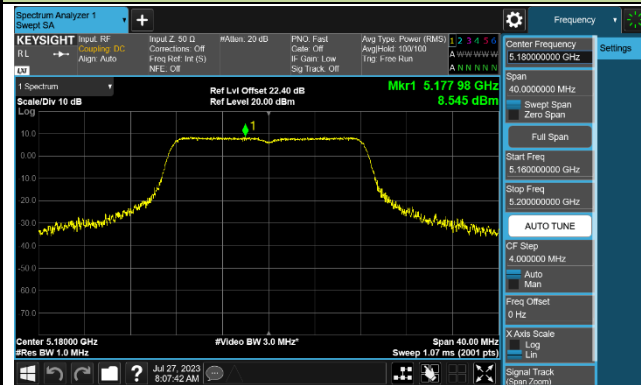 Spectrum Analyzer 1
Swept SA
Frequency
KEYSIGHT
RL
LXI
Input: RF
Coupling: DC
Align: Auto
Input Z: 50 Ω
Corrections: Off
Freq Ref: Int (S)
NFE: Off
#Atten: 20 dB
PNO: Fast
Gate: Off
IF Gain: Low
Sig Track: Off
Avg Type: Power (RMS)
Avg|Hold: 100/100
Trig: Free Run
1 2 3 4 5 6
A W W W W W
A N N N N N
1 Spectrum
Scale/Div 10 dB
Log
Ref Lvl Offset 22.40 dB
Ref Level 20.00 dBm
Mkr1 5.177 98 GHz
8.545 dBm
1
10.0
0.00
-10.0
-20.0
-30.0
-40.0
-50.0
-60.0
-70.0
Center 5.18000 GHz
#Res BW 1.0 MHz
#Video BW 3.0 MHz*
Span 40.00 MHz
Sweep 1.07 ms (2001 pts)
Jul 27, 2023
8:07:42 AM
Center Frequency
5.180000000 GHz
Settings
Span
40.0000000 MHz
Swept Span
Zero Span
Full Span
Start Freq
5.160000000 GHz
Stop Freq
5.200000000 GHz
AUTO TUNE
CF Step
4.000000 MHz
Auto
Man
Freq Offset
0 Hz
X Axis Scale
Log
Lin
Signal Track
(Span Zoom)